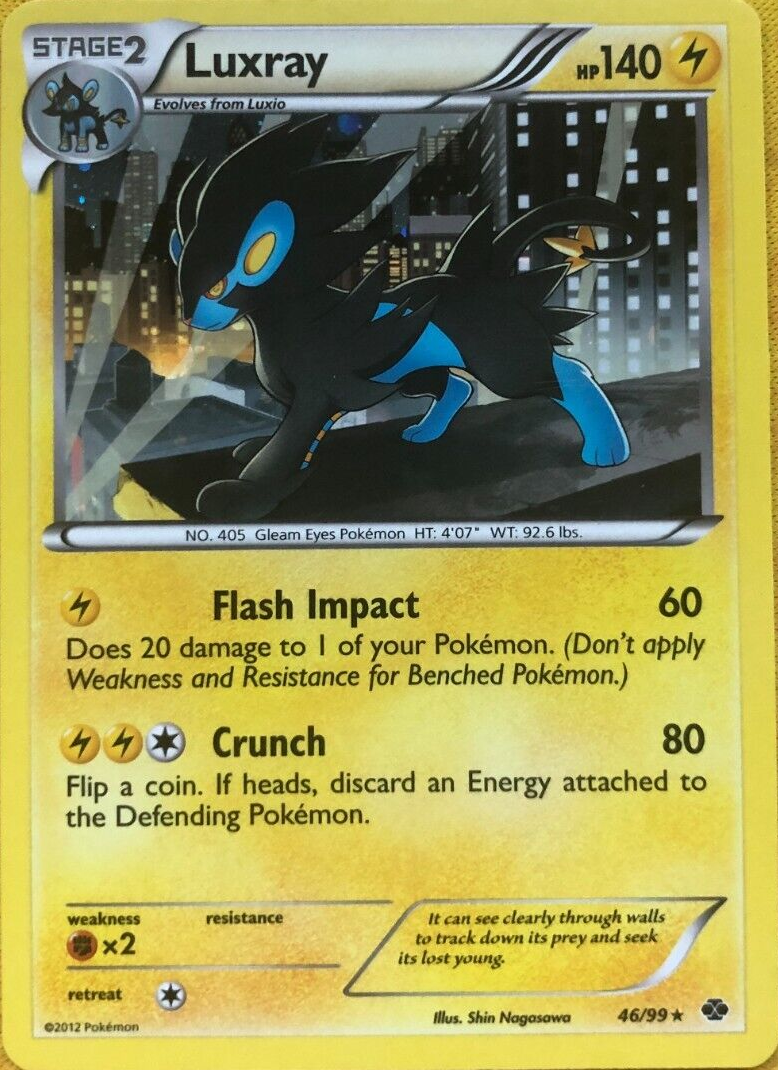 STAGE2
Luxray
HP140
Evolves from Luxio
NO. 405 Gleam Eyes Pokémon HT: 4'07" WT: 92.6 lbs.
Flash Impact 60
Does 20 damage to 1 of your Pokémon. (Don't apply
Weakness and Resistance for Benched Pokémon.)
Crunch 80
Flip a coin. If heads, discard an Energy attached to
the Defending Pokémon.
weakness resistance
x2
It can see clearly through walls
to track down its prey and seek
its lost young.
retreat
©2012 Pokémon
Illus. Shin Nagasawa 46/99★